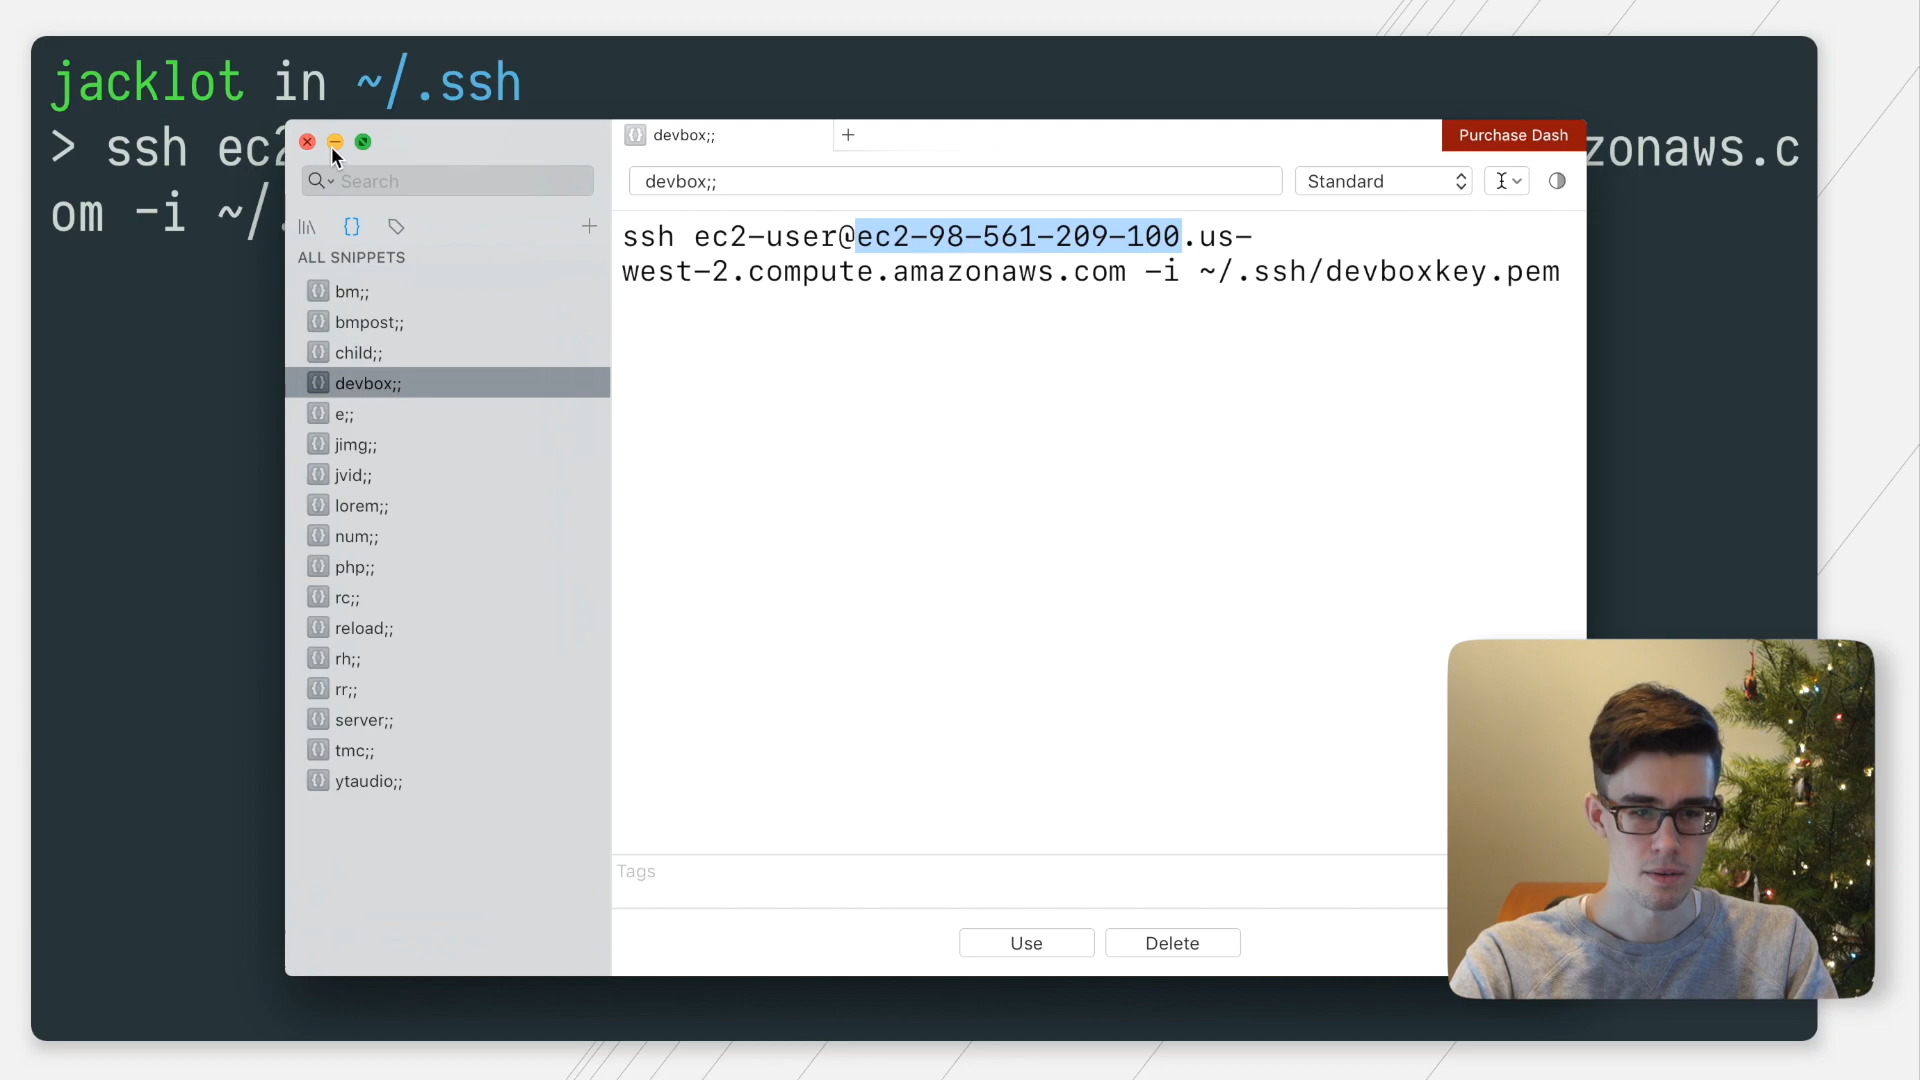 jacklot in ~/.ssh
> ssh ec2
zonaws.c
om -i ~/.
devbox;;
Purchase Dash
Search
devbox;;
Standard
ALL SNIPPETS
bm;;
bmpost;;
child;;
devbox;;
e;;
jimg;;
jvid;;
lorem;;
num;;
php;;
rc;;
reload;;
rh;;
rr;;
server;;
tmc;;
ytaudio;;
ssh ec2-user@ec2-98-561-209-100.us-
west-2.compute.amazonaws.com -i ~/.ssh/devboxkey.pem
Tags
Use
Delete